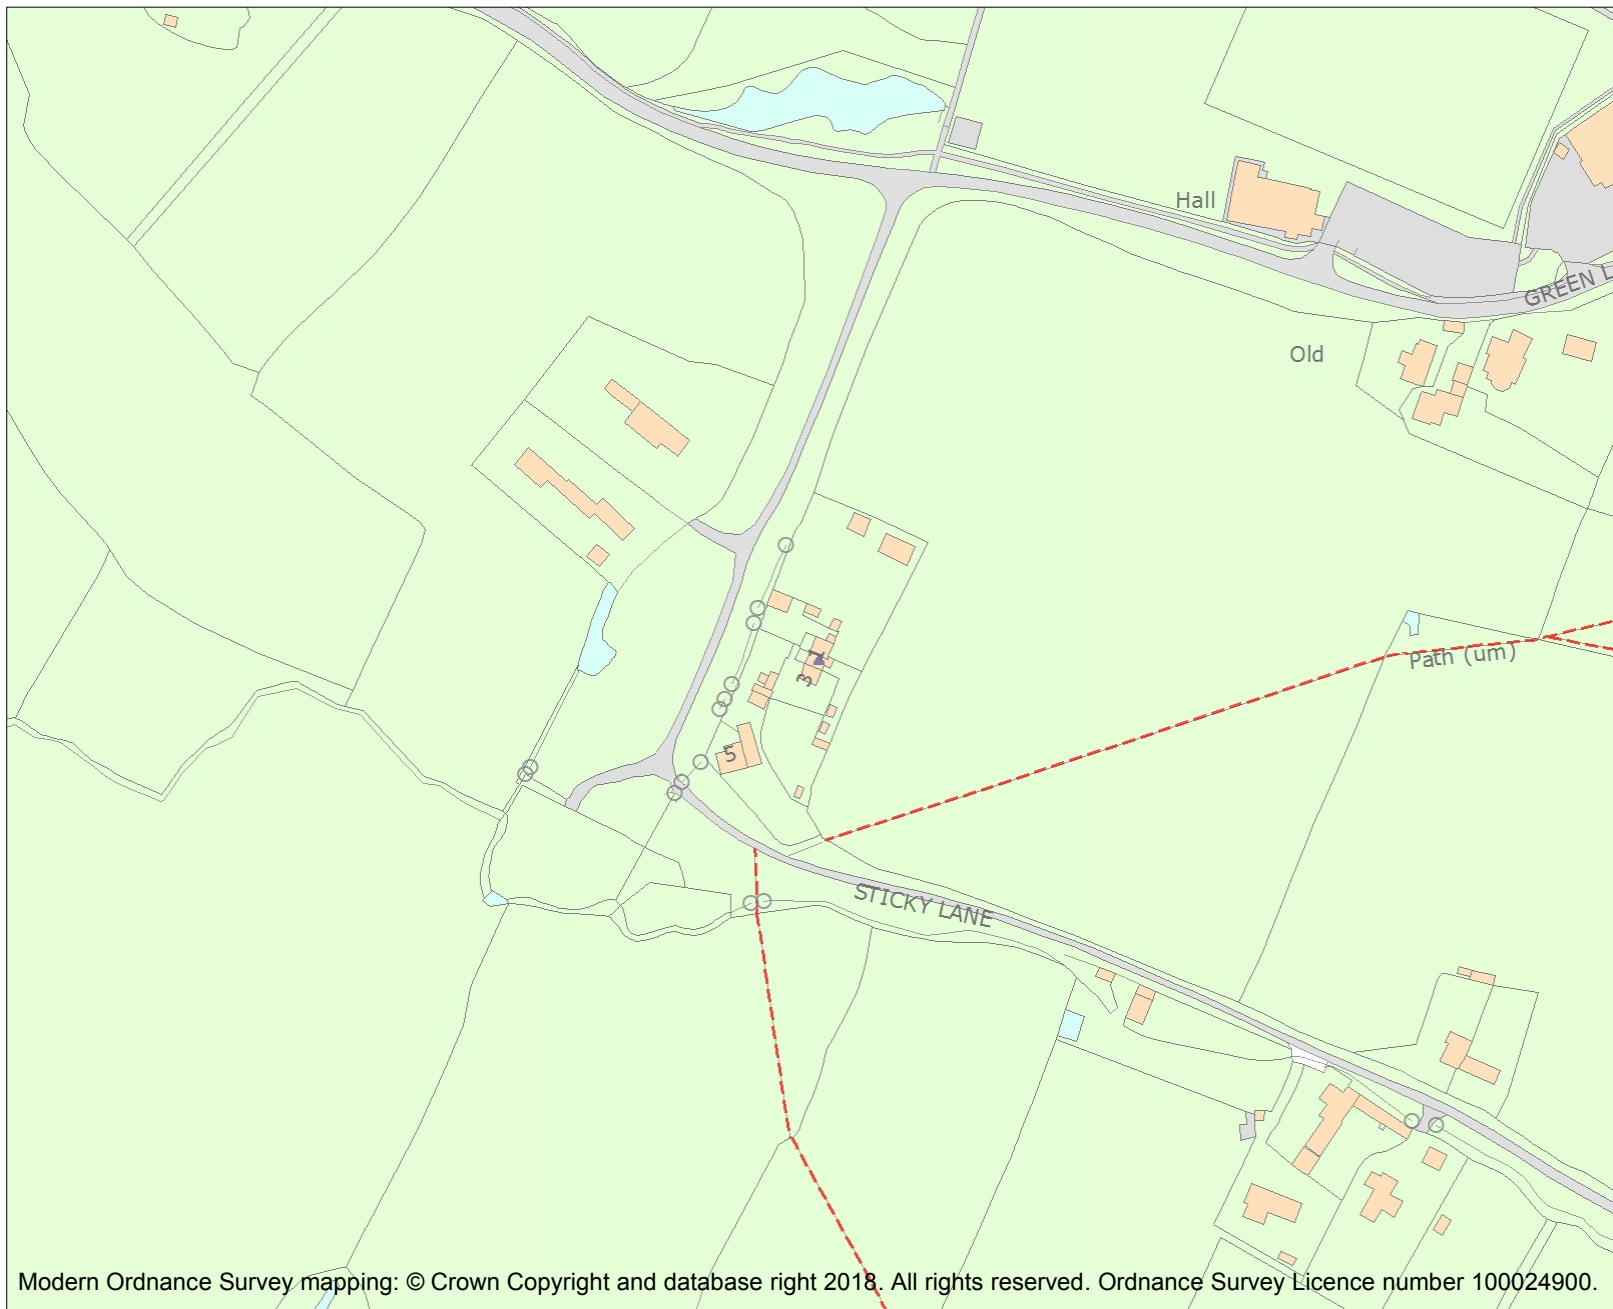 Hall
GREEN L
Old
1
Path (um)
3
5
STICKY LANE
Modern Ordnance Survey mapping: © Crown Copyright and database right 2018. All rights reserved. Ordnance Survey Licence number 100024900.